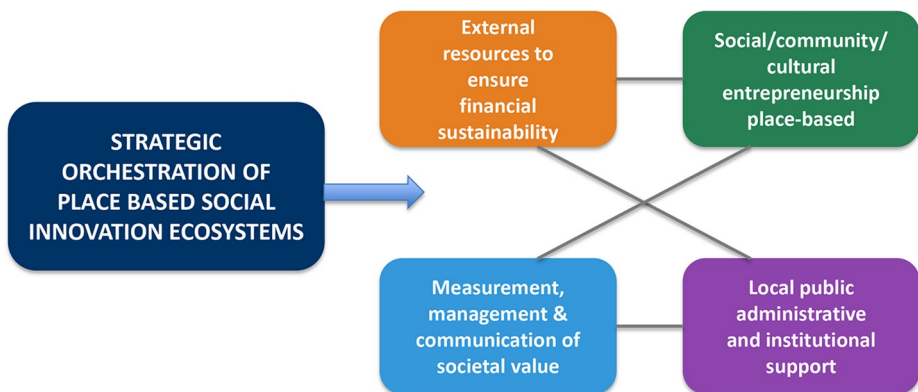 STRATEGIC
ORCHESTRATION OF
PLACE BASED SOCIAL
INNOVATION ECOSYSTEMS
External
resources to
ensure
financial
sustainability
Social/community/
cultural
entrepreneurship
place-based
Measurement,
management &
communication of
societal value
Local public
administrative
and institutional
support